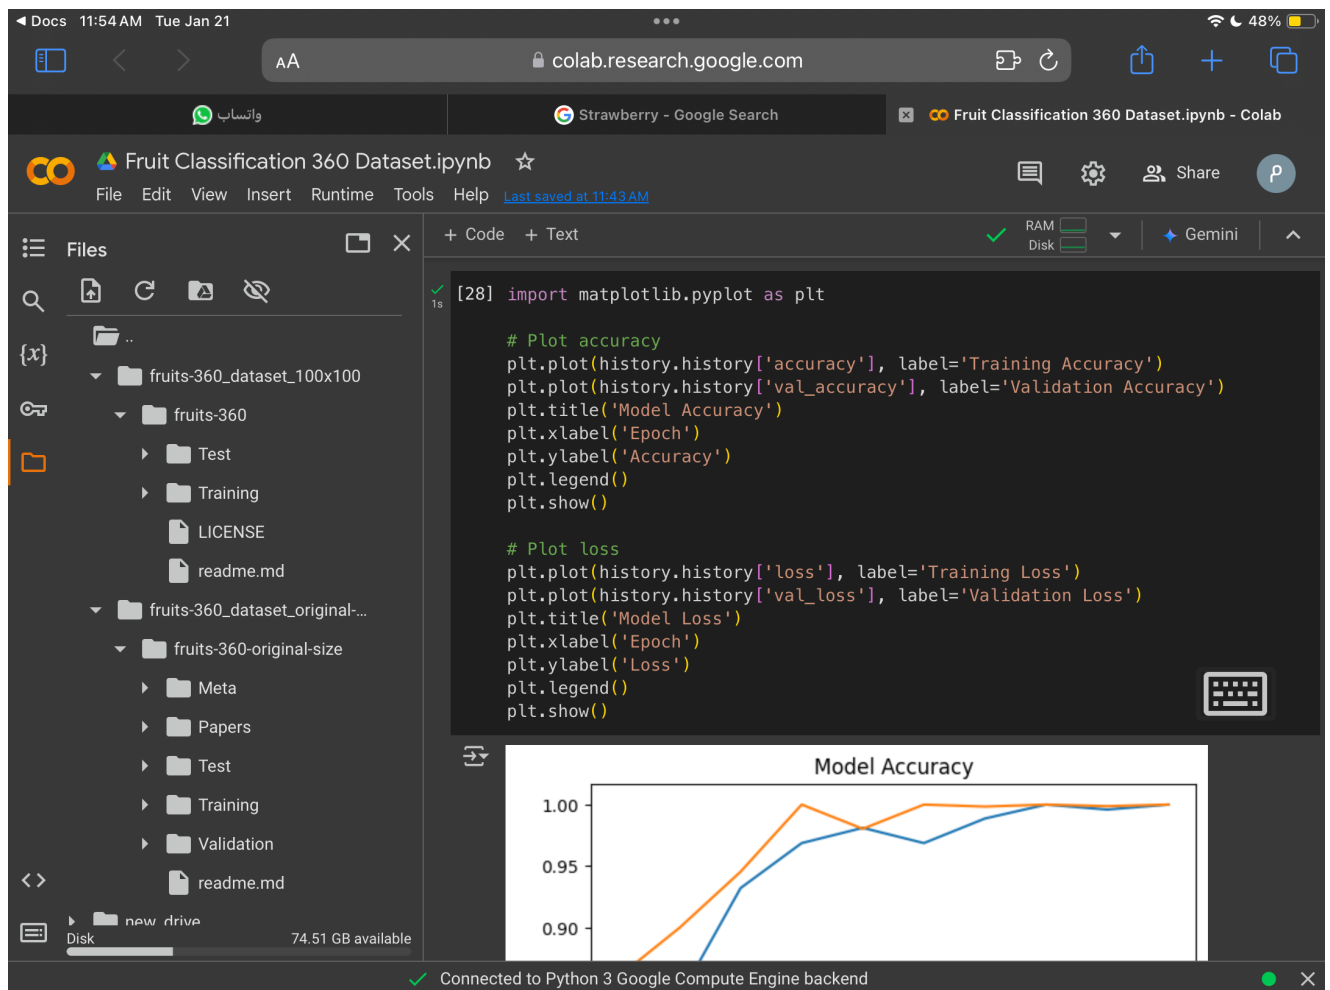 Docs 11:54 AM Tue Jan 21
48%
AA
colab.research.google.com
واتساب
Strawberry - Google Search
Fruit Classification 360 Dataset.ipynb - Colab
Fruit Classification 360 Dataset.ipynb
File Edit View Insert Runtime Tools Help Last saved at 11:43 AM
Share
Files
+ Code + Text
RAM
Disk
Gemini
{x}
..
fruits-360_dataset_100x100
fruits-360
Test
Training
LICENSE
readme.md
fruits-360_dataset_original-...
fruits-360-original-size
Meta
Papers
Test
Training
Validation
readme.md
new_drive
Disk 74.51 GB available
1s
[28] import matplotlib.pyplot as plt
# Plot accuracy
plt.plot(history.history['accuracy'], label='Training Accuracy')
plt.plot(history.history['val_accuracy'], label='Validation Accuracy')
plt.title('Model Accuracy')
plt.xlabel('Epoch')
plt.ylabel('Accuracy')
plt.legend()
plt.show()
# Plot loss
plt.plot(history.history['loss'], label='Training Loss')
plt.plot(history.history['val_loss'], label='Validation Loss')
plt.title('Model Loss')
plt.xlabel('Epoch')
plt.ylabel('Loss')
plt.legend()
plt.show()
Model Accuracy
1.00
0.95
0.90
Connected to Python 3 Google Compute Engine backend